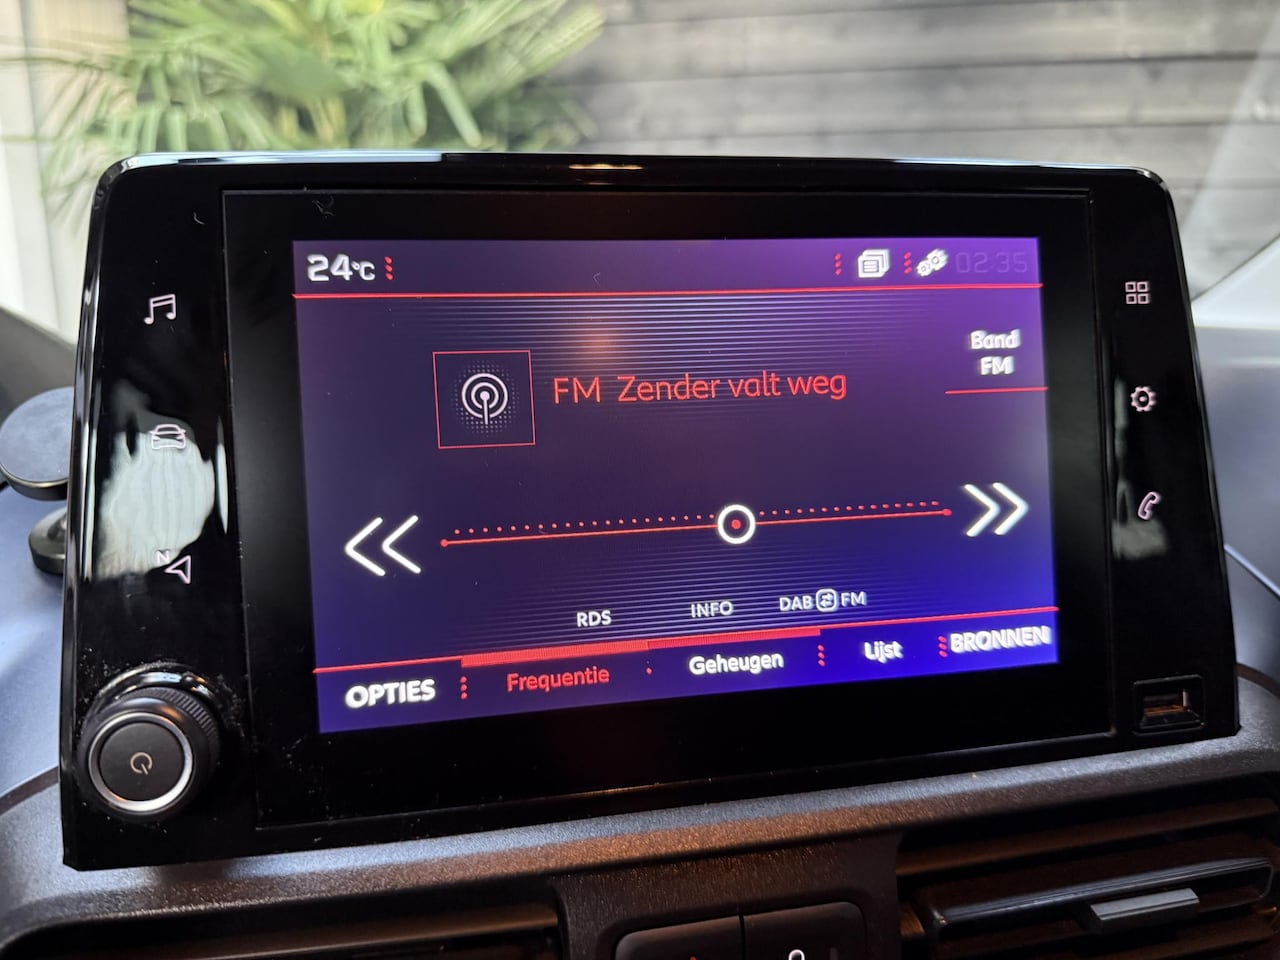 24°C
02:35
Band
FM
FM Zender valt weg
N
RDS INFO DAB FM
OPTIES Frequentie Geheugen Lijst BRONNEN